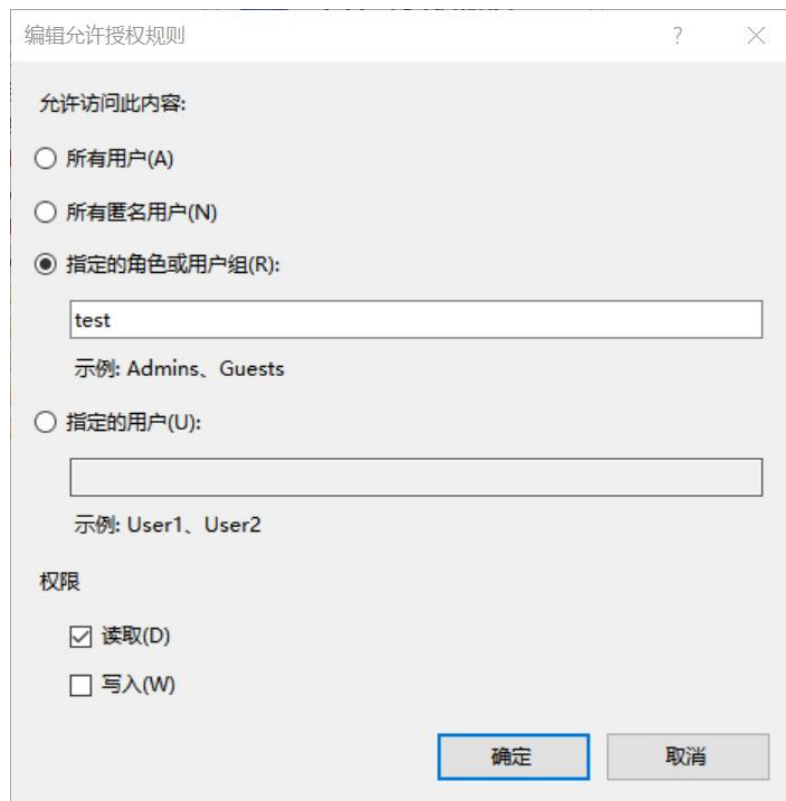 编辑允许授权规则
允许访问此内容:
所有用户(A)
所有匿名用户(N)
指定的角色或用户组(R):
test
示例: Admins、Guests
指定的用户(U):
示例: User1、User2
权限
读取(D)
写入(W)
确定 取消